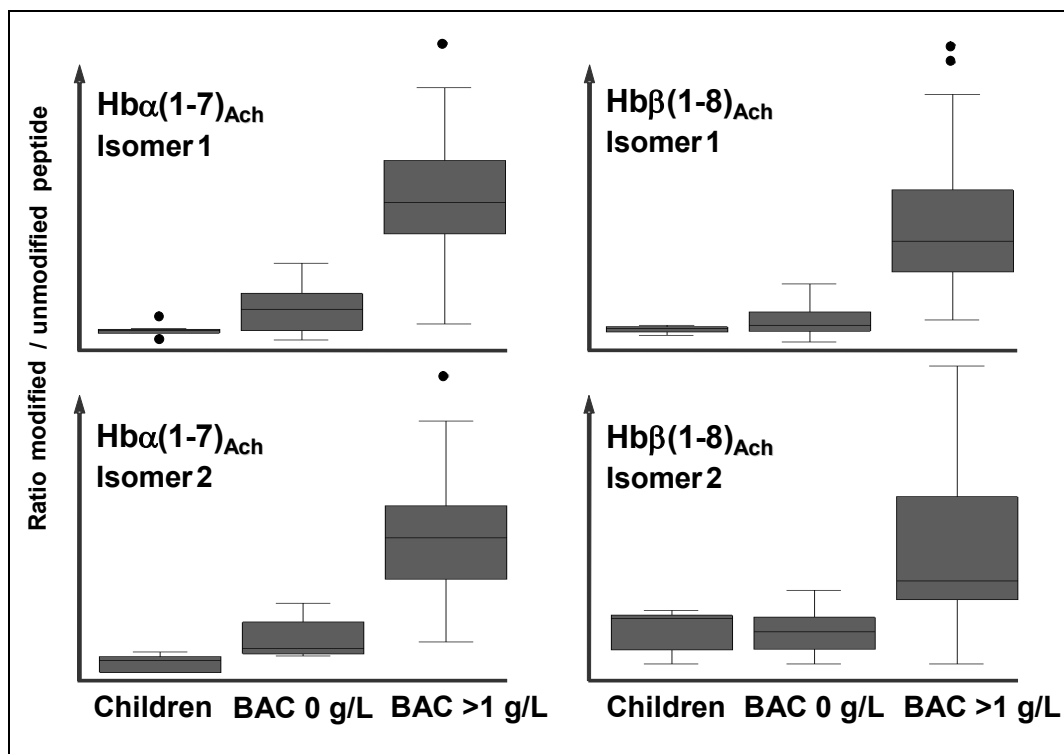 Ratio modified / unmodified peptide
Hbα(1-7)Ach
Isomer 1
Hbβ(1-8)Ach
Isomer 1
Hbα(1-7)Ach
Isomer 2
Hbβ(1-8)Ach
Isomer 2
Children BAC 0 g/L BAC >1 g/L
Children BAC 0 g/L BAC >1 g/L